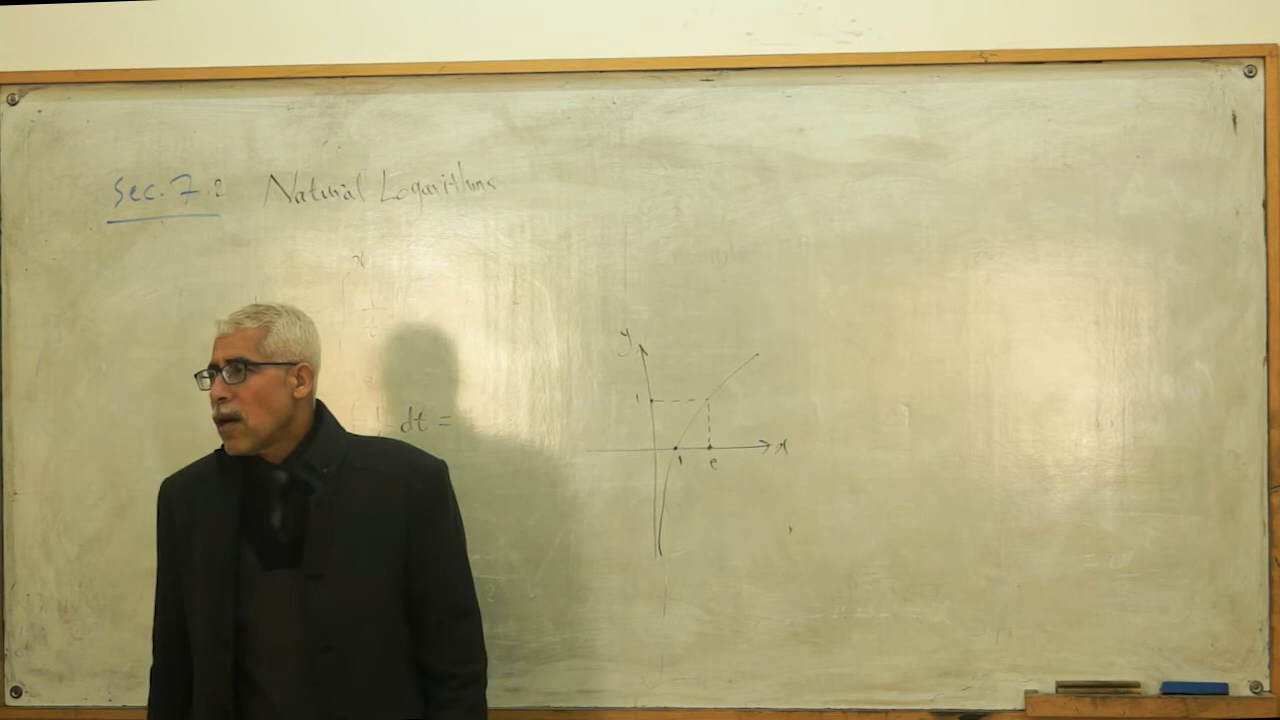 Sec. 7.2 Natural Logarithms
x
y
1
dt =
x
1 e